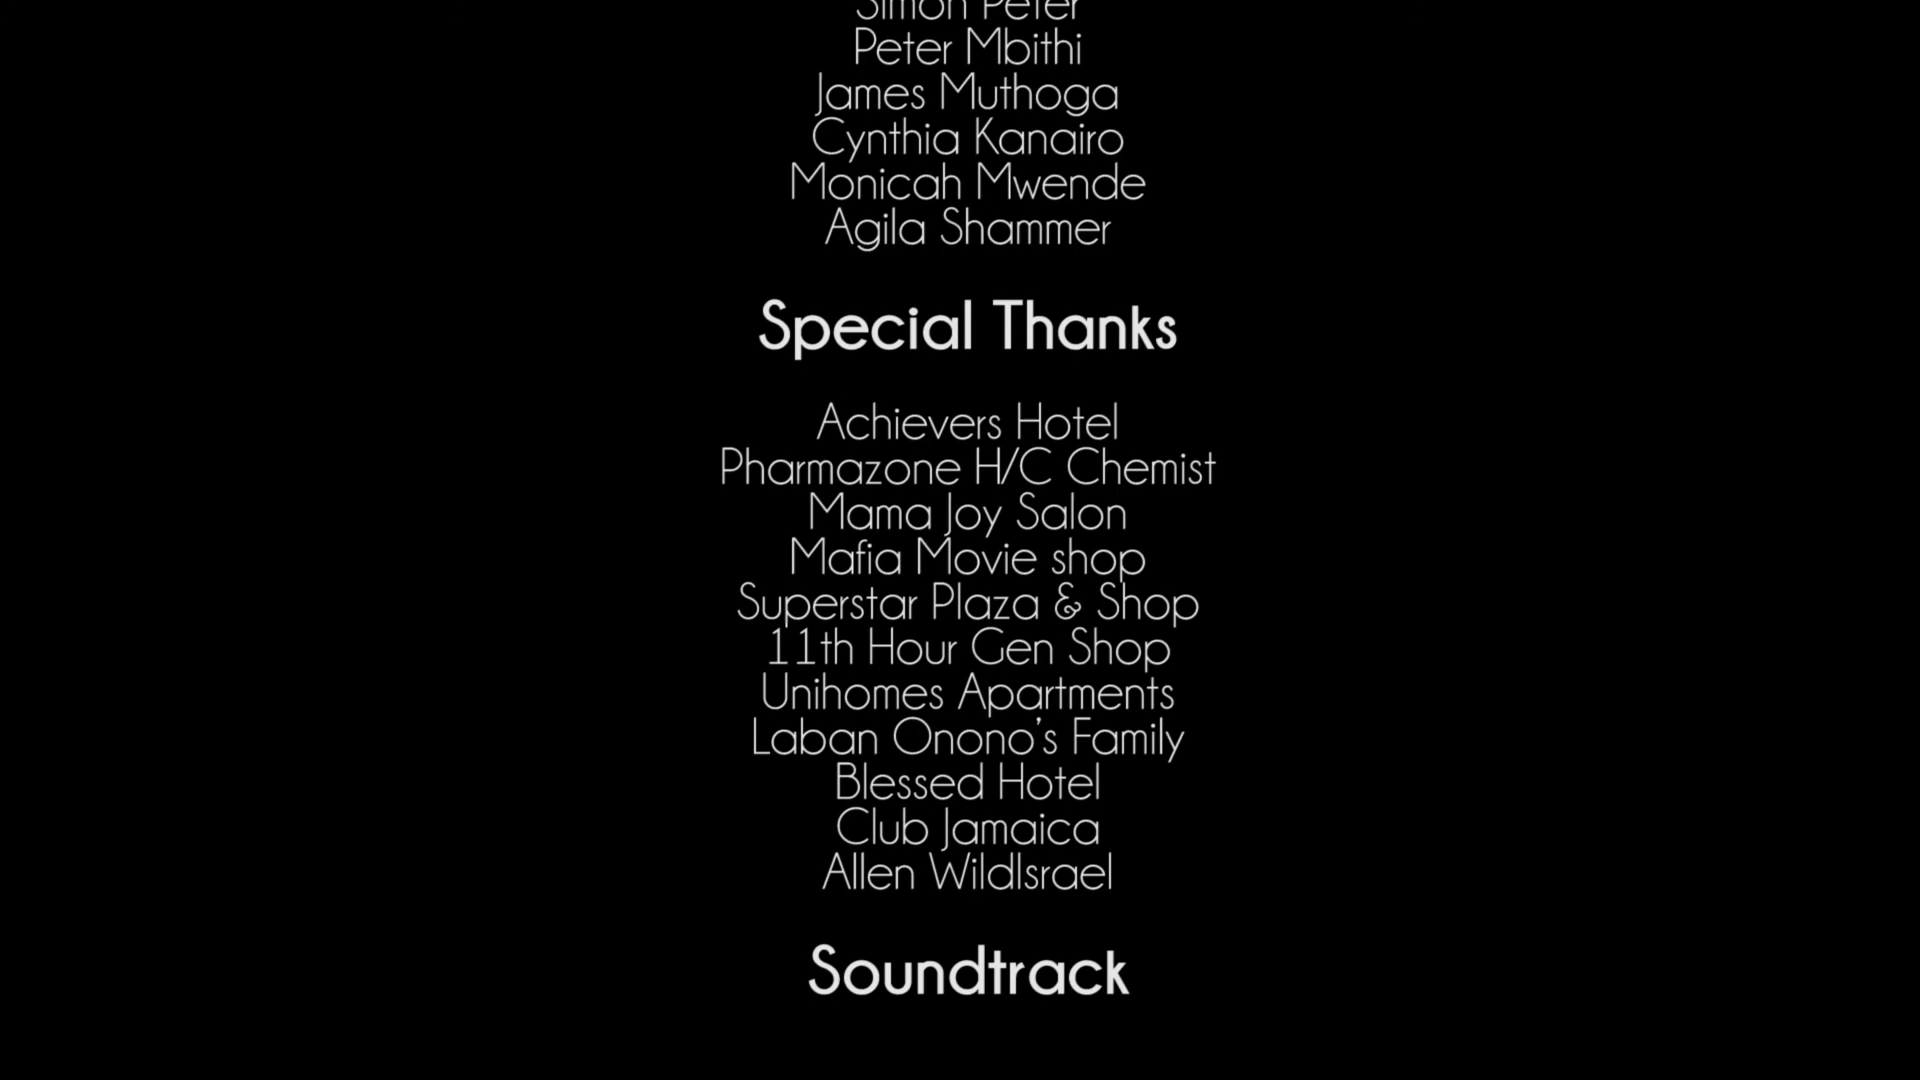 Simon Peter
Peter Mbithi
James Muthoga
Cynthia Kanairo
Monicah Mwende
Agila Shammer
Special Thanks
Achievers Hotel
Pharmazone H/C Chemist
Mama Joy Salon
Mafia Movie shop
Superstar Plaza & Shop
11th Hour Gen Shop
Unihomes Apartments
Laban Onono's Family
Blessed Hotel
Club Jamaica
Allen WildIsrael
Soundtrack